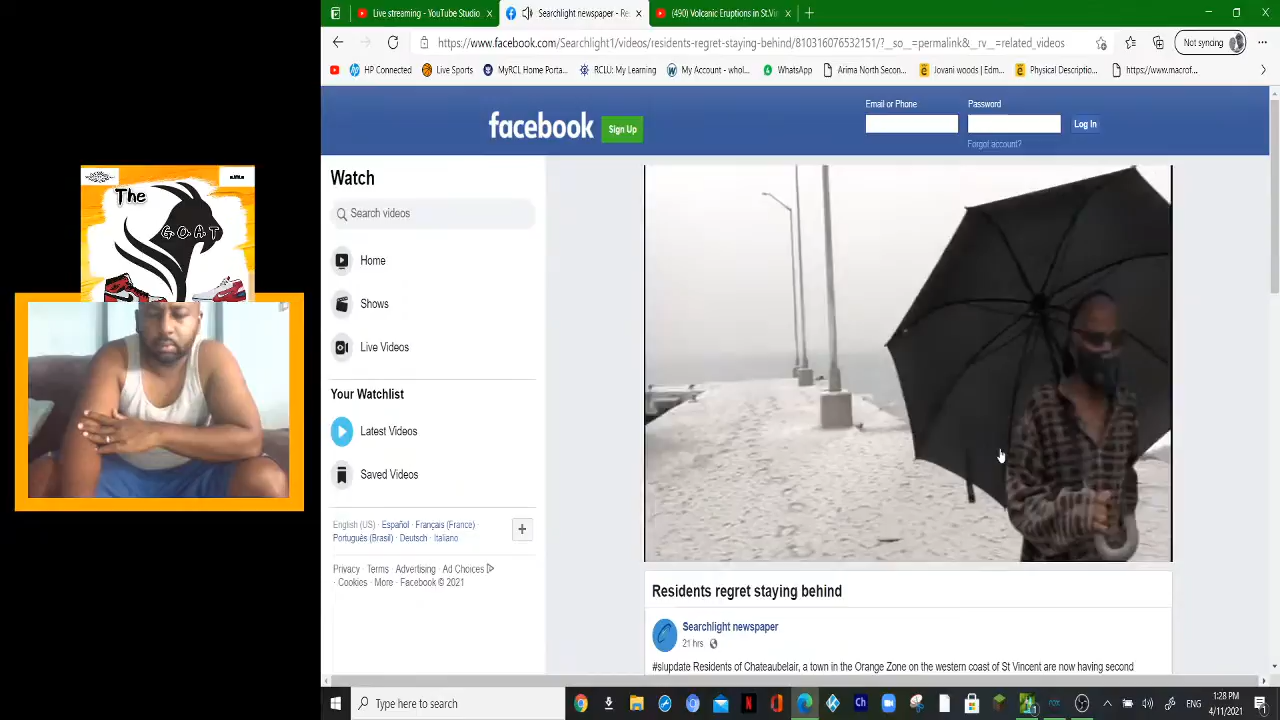 Live streaming - YouTube Studio
Searchlight newspaper - Re
(490) Volcanic Eruptions in St.Vin
https://www.facebook.com/Searchlight1/videos/residents-regret-staying-behind/810316076532151/?__so__=permalink&__rv__=related_videos
Not syncing
HP Connected
Live Sports
MyRCL Home Porta...
RCLU: My Learning
My Account - whol...
WhatsApp
Arima North Secon...
Jovani woods | Edm...
Physical Descriptio...
https://www.macror...
facebook
Sign Up
Email or Phone
Password
Log In
Forgot account?
Watch
Search videos
Home
Shows
Live Videos
Your Watchlist
Latest Videos
Saved Videos
English (US) · Español · Français (France)
Português (Brasil) · Deutsch · Italiano
Privacy · Terms · Advertising · Ad Choices
· Cookies · More · Facebook © 2021
The
G.O.A.T
Residents regret staying behind
Searchlight newspaper
21 hrs
#slupdate Residents of Chateaubelair, a town in the Orange Zone on the western coast of St Vincent are now having second
Type here to search
ENG
1:28 PM
4/11/2021